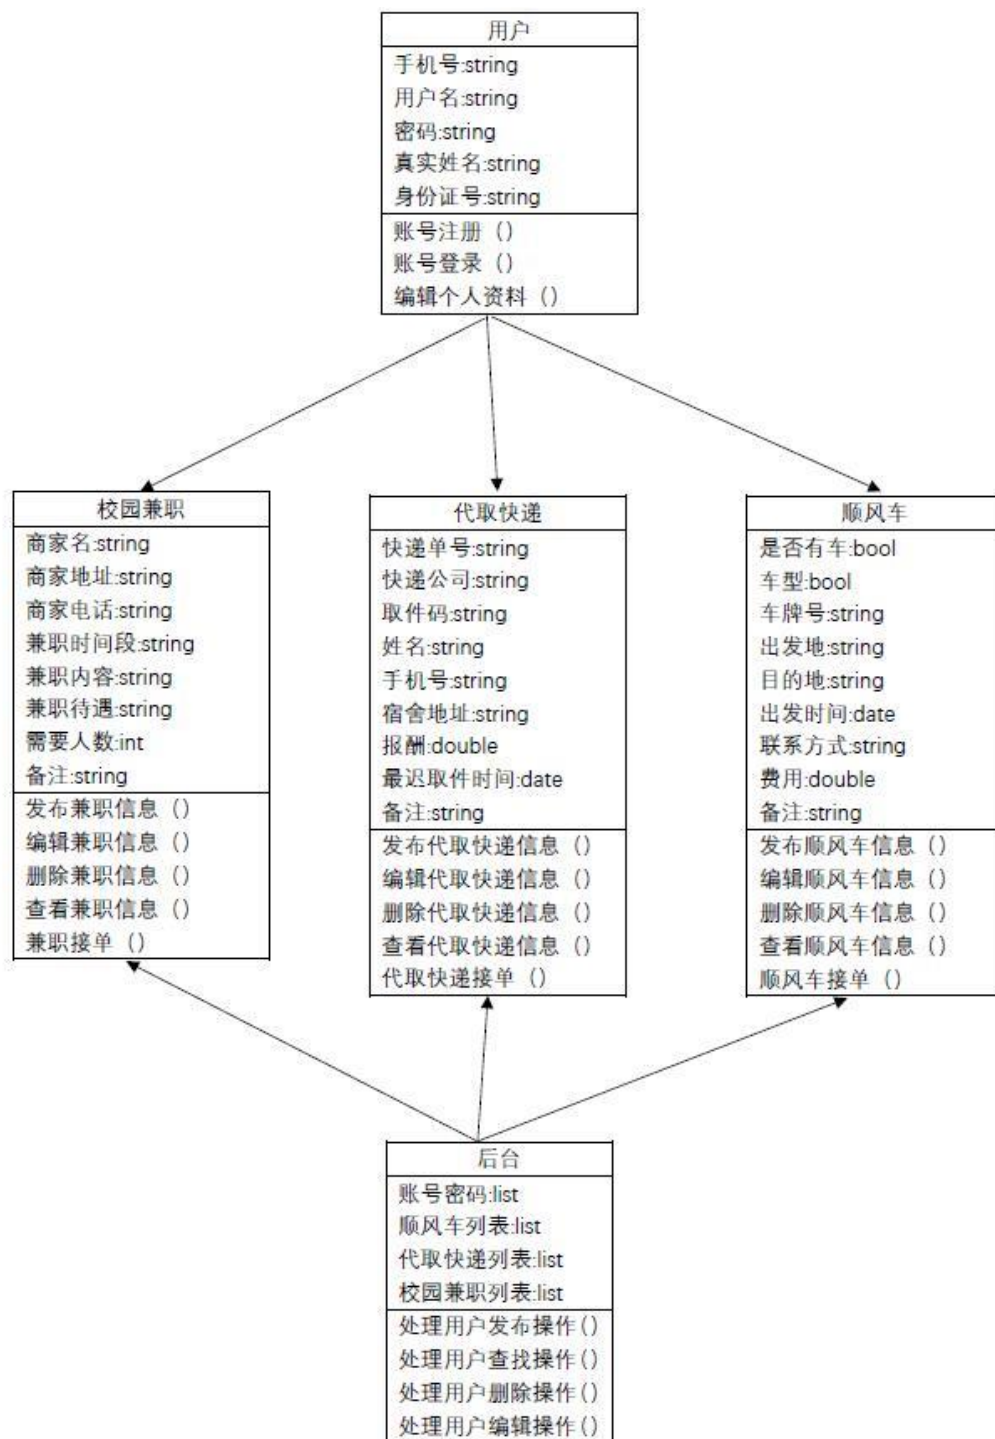 用户
手机号:string
用户名:string
密码:string
真实姓名:string
身份证号:string
账号注册（）
账号登录（）
编辑个人资料（）
校园兼职
商家名:string
商家地址:string
商家电话:string
兼职时间段:string
兼职内容:string
兼职待遇:string
需要人数:int
备注:string
发布兼职信息（）
编辑兼职信息（）
删除兼职信息（）
查看兼职信息（）
兼职接单（）
代取快递
快递单号:string
快递公司:string
取件码:string
姓名:string
手机号:string
宿舍地址:string
报酬:double
最迟取件时间:date
备注:string
发布代取快递信息（）
编辑代取快递信息（）
删除代取快递信息（）
查看代取快递信息（）
代取快递接单（）
顺风车
是否有车:bool
车型:bool
车牌号:string
出发地:string
目的地:string
出发时间:date
联系方式:string
费用:double
备注:string
发布顺风车信息（）
编辑顺风车信息（）
删除顺风车信息（）
查看顺风车信息（）
顺风车接单（）
后台
账号密码:list
顺风车列表:list
代取快递列表:list
校园兼职列表:list
处理用户发布操作()
处理用户查找操作()
处理用户删除操作()
处理用户编辑操作()